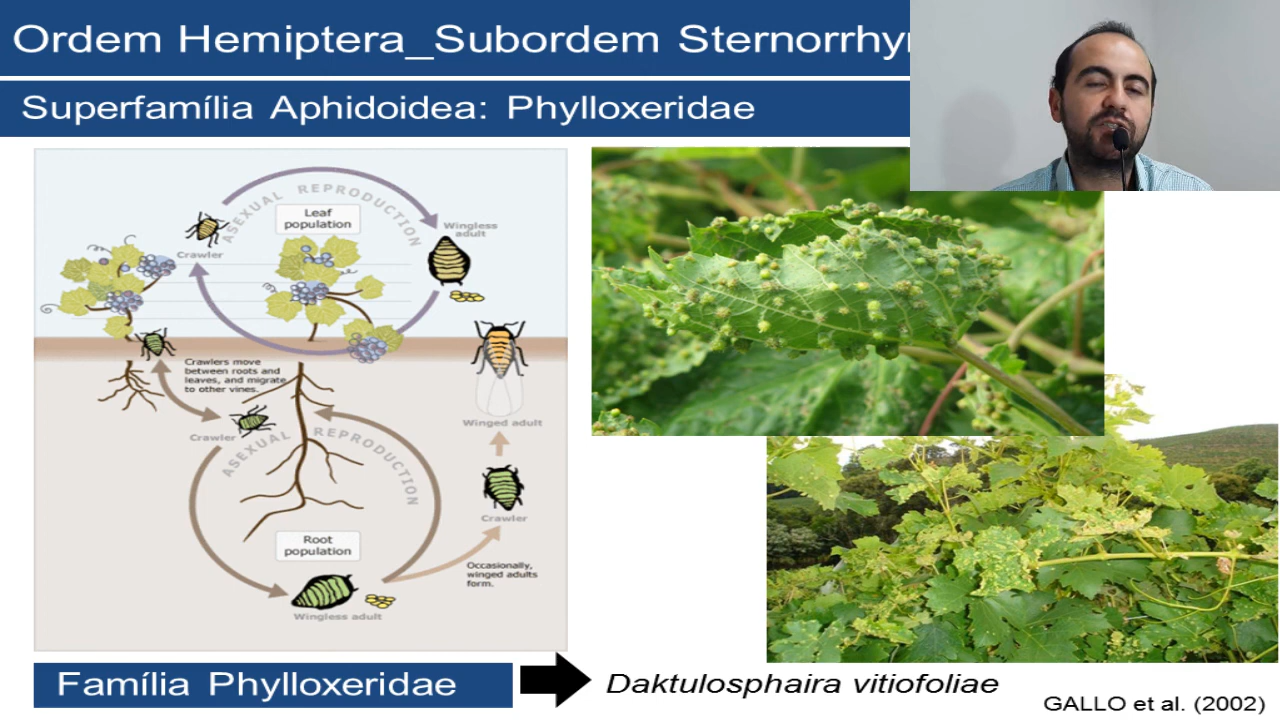 Ordem Hemiptera_Subordem Sternorrhy
Superfamília Aphidoidea: Phylloxeridae
ASEXUAL REPRODUCTION
Leaf
population
Crawler
Wingless
adult
Crawlers move
between roots and
leaves, and migrate
to other vines.
Crawler
ASEXUAL REPRODUCTION
Winged adult
Crawler
Root
population
Occasionally,
winged adults
form.
Wingless adult
Família Phylloxeridae
Daktulosphaira vitiofoliae
GALLO et al. (2002)